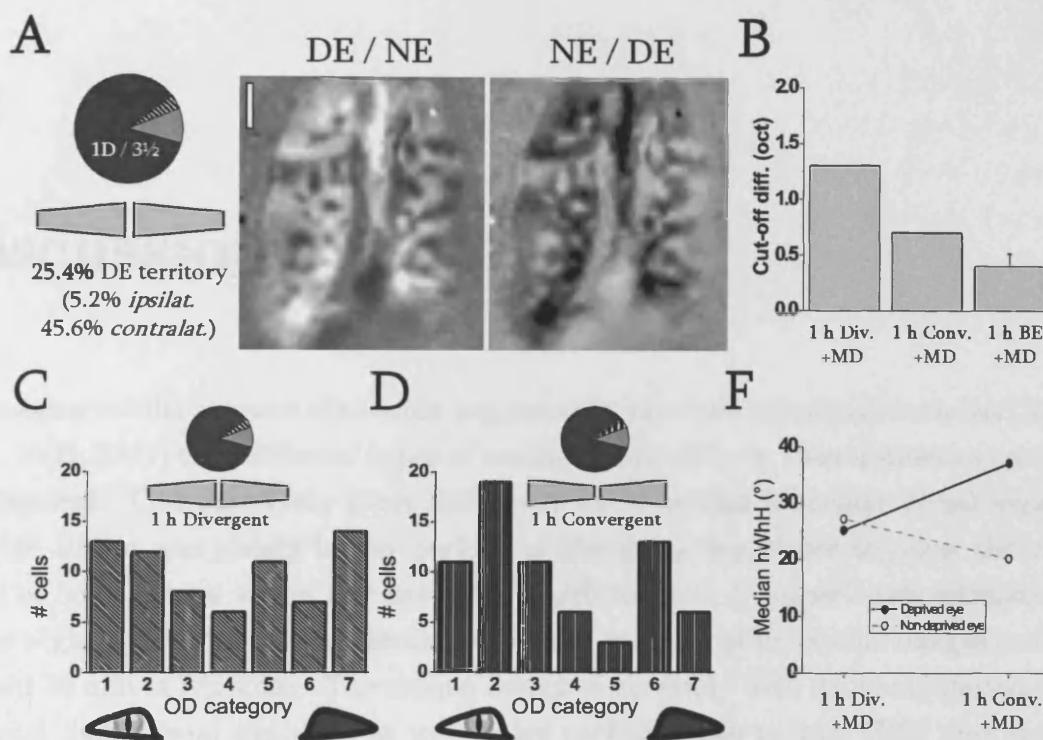 A
DE / NE
NE / DE
1D / 3½
25.4% DE territory
(5.2% ipsilat.
45.6% contralat.)
B
Cut-off diff. (oct)
2.0
1.5
1.0
0.5
0.0
1 h Div.
+MD
1 h Conv.
+MD
1 h BE
+MD
C
1 h Divergent
# cells
20
15
10
5
0
1 2 3 4 5 6 7
OD category
D
1 h Convergent
# cells
20
15
10
5
0
1 2 3 4 5 6 7
OD category
F
Median hWhH (°)
40
30
20
10
0
Deprived eye
Non-deprived eye
1 h Div.
+MD
1 h Conv.
+MD